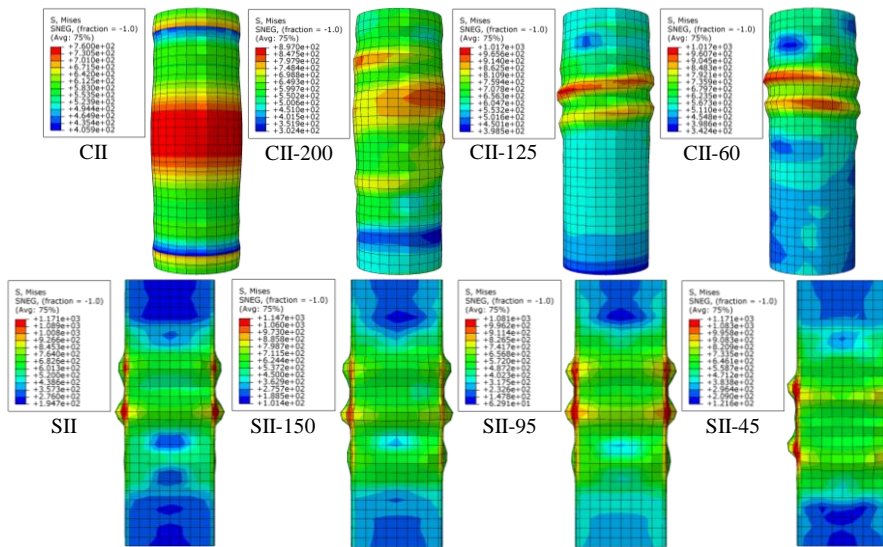 S, Mises
SNEG, (fraction = -1.0)
(Avg: 75%)
+7.600e+02
+7.305e+02
+7.010e+02
+6.715e+02
+6.420e+02
+6.125e+02
+5.830e+02
+5.535e+02
+5.239e+02
+4.944e+02
+4.649e+02
+4.354e+02
+4.059e+02
CII
S, Mises
SNEG, (fraction = -1.0)
(Avg: 75%)
+8.970e+02
+8.475e+02
+7.979e+02
+7.484e+02
+6.988e+02
+6.493e+02
+5.997e+02
+5.502e+02
+5.006e+02
+4.510e+02
+4.015e+02
+3.519e+02
+3.024e+02
CII-200
S, Mises
SNEG, (fraction = -1.0)
(Avg: 75%)
+1.017e+03
+9.656e+02
+9.140e+02
+8.625e+02
+8.109e+02
+7.594e+02
+7.078e+02
+6.563e+02
+6.047e+02
+5.532e+02
+5.016e+02
+4.501e+02
+3.985e+02
CII-125
S, Mises
SNEG, (fraction = -1.0)
(Avg: 75%)
+1.017e+03
+9.607e+02
+9.045e+02
+8.483e+02
+7.921e+02
+7.359e+02
+6.797e+02
+6.235e+02
+5.673e+02
+5.110e+02
+4.548e+02
+3.986e+02
+3.424e+02
CII-60
S, Mises
SNEG, (fraction = -1.0)
(Avg: 75%)
+1.171e+03
+1.089e+03
+1.008e+03
+9.266e+02
+8.453e+02
+7.640e+02
+6.826e+02
+6.013e+02
+5.200e+02
+4.386e+02
+3.573e+02
+2.760e+02
+1.947e+02
SII
S, Mises
SNEG, (fraction = -1.0)
(Avg: 75%)
+1.147e+03
+1.060e+03
+9.730e+02
+8.858e+02
+7.987e+02
+7.115e+02
+6.244e+02
+5.372e+02
+4.500e+02
+3.629e+02
+2.757e+02
+1.885e+02
+1.014e+02
SII-150
S, Mises
SNEG, (fraction = -1.0)
(Avg: 75%)
+1.081e+03
+9.962e+02
+9.114e+02
+8.265e+02
+7.417e+02
+6.568e+02
+5.720e+02
+4.872e+02
+4.023e+02
+3.175e+02
+2.326e+02
+1.478e+02
+6.291e+01
SII-95
S, Mises
SNEG, (fraction = -1.0)
(Avg: 75%)
+1.171e+03
+1.083e+03
+9.958e+02
+9.083e+02
+8.209e+02
+7.335e+02
+6.461e+02
+5.587e+02
+4.712e+02
+3.838e+02
+2.964e+02
+2.090e+02
+1.216e+02
SII-45